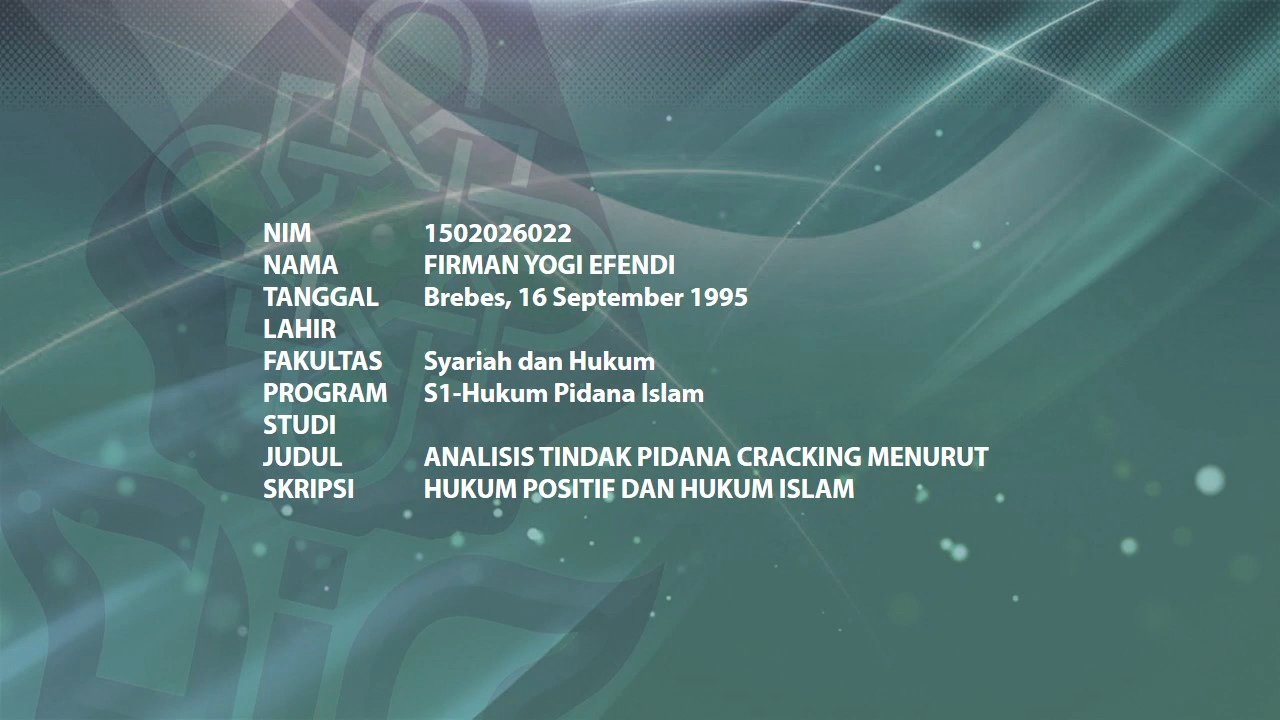 NIM 1502026022
NAMA FIRMAN YOGI EFENDI
TANGGAL Brebes, 16 September 1995
LAHIR
FAKULTAS Syariah dan Hukum
PROGRAM S1-Hukum Pidana Islam
STUDI
JUDUL ANALISIS TINDAK PIDANA CRACKING MENURUT
SKRIPSI HUKUM POSITIF DAN HUKUM ISLAM